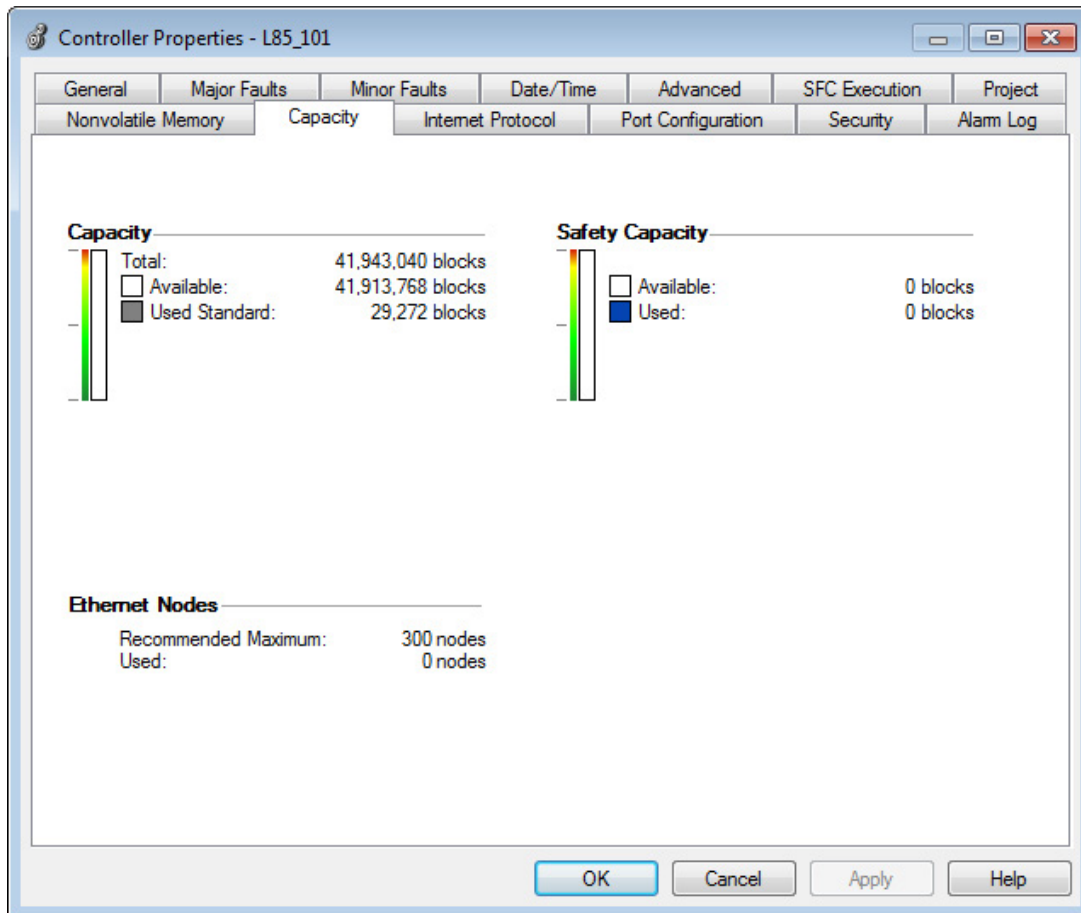 Controller Properties - L85_101
General Major Faults Minor Faults Date/Time Advanced SFC Execution Project
Nonvolatile Memory Capacity Internet Protocol Port Configuration Security Alarm Log
Capacity
Total: 41,943,040 blocks
Available: 41,913,768 blocks
Used Standard: 29,272 blocks
Safety Capacity
Available: 0 blocks
Used: 0 blocks
Ethernet Nodes
Recommended Maximum: 300 nodes
Used: 0 nodes
OK Cancel Apply Help